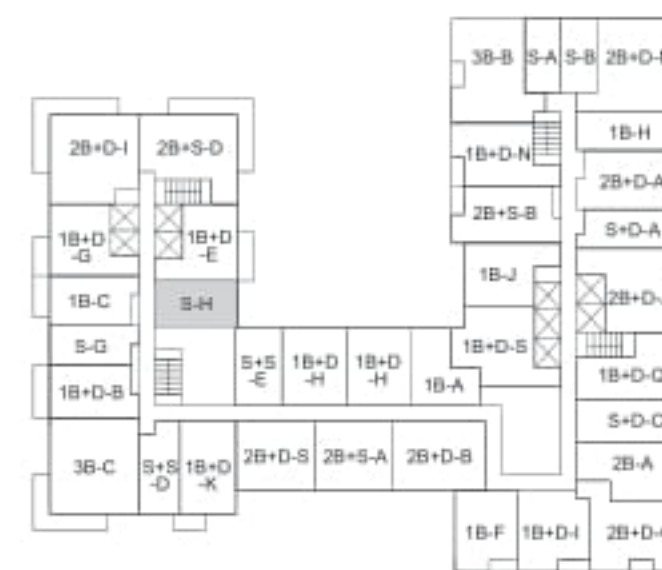 3B-B
S-A
S-B
1B-H
2B+D-I
2B+S-D
1B+D-N
2B+D-A
2B+S-B
S+D-A
1B+D
-G
1B+D
-E
1B-J
1B-C
S-H
S-G
1B+D-S
S+S
-E
1B+D
-H
1B+D
-H
1B-A
1B+D-B
3B-C
S+S
-D
1B+D
-K
2B+D-S
2B+S-A
2B+D-B
2B-A
1B-F
1B+D-I